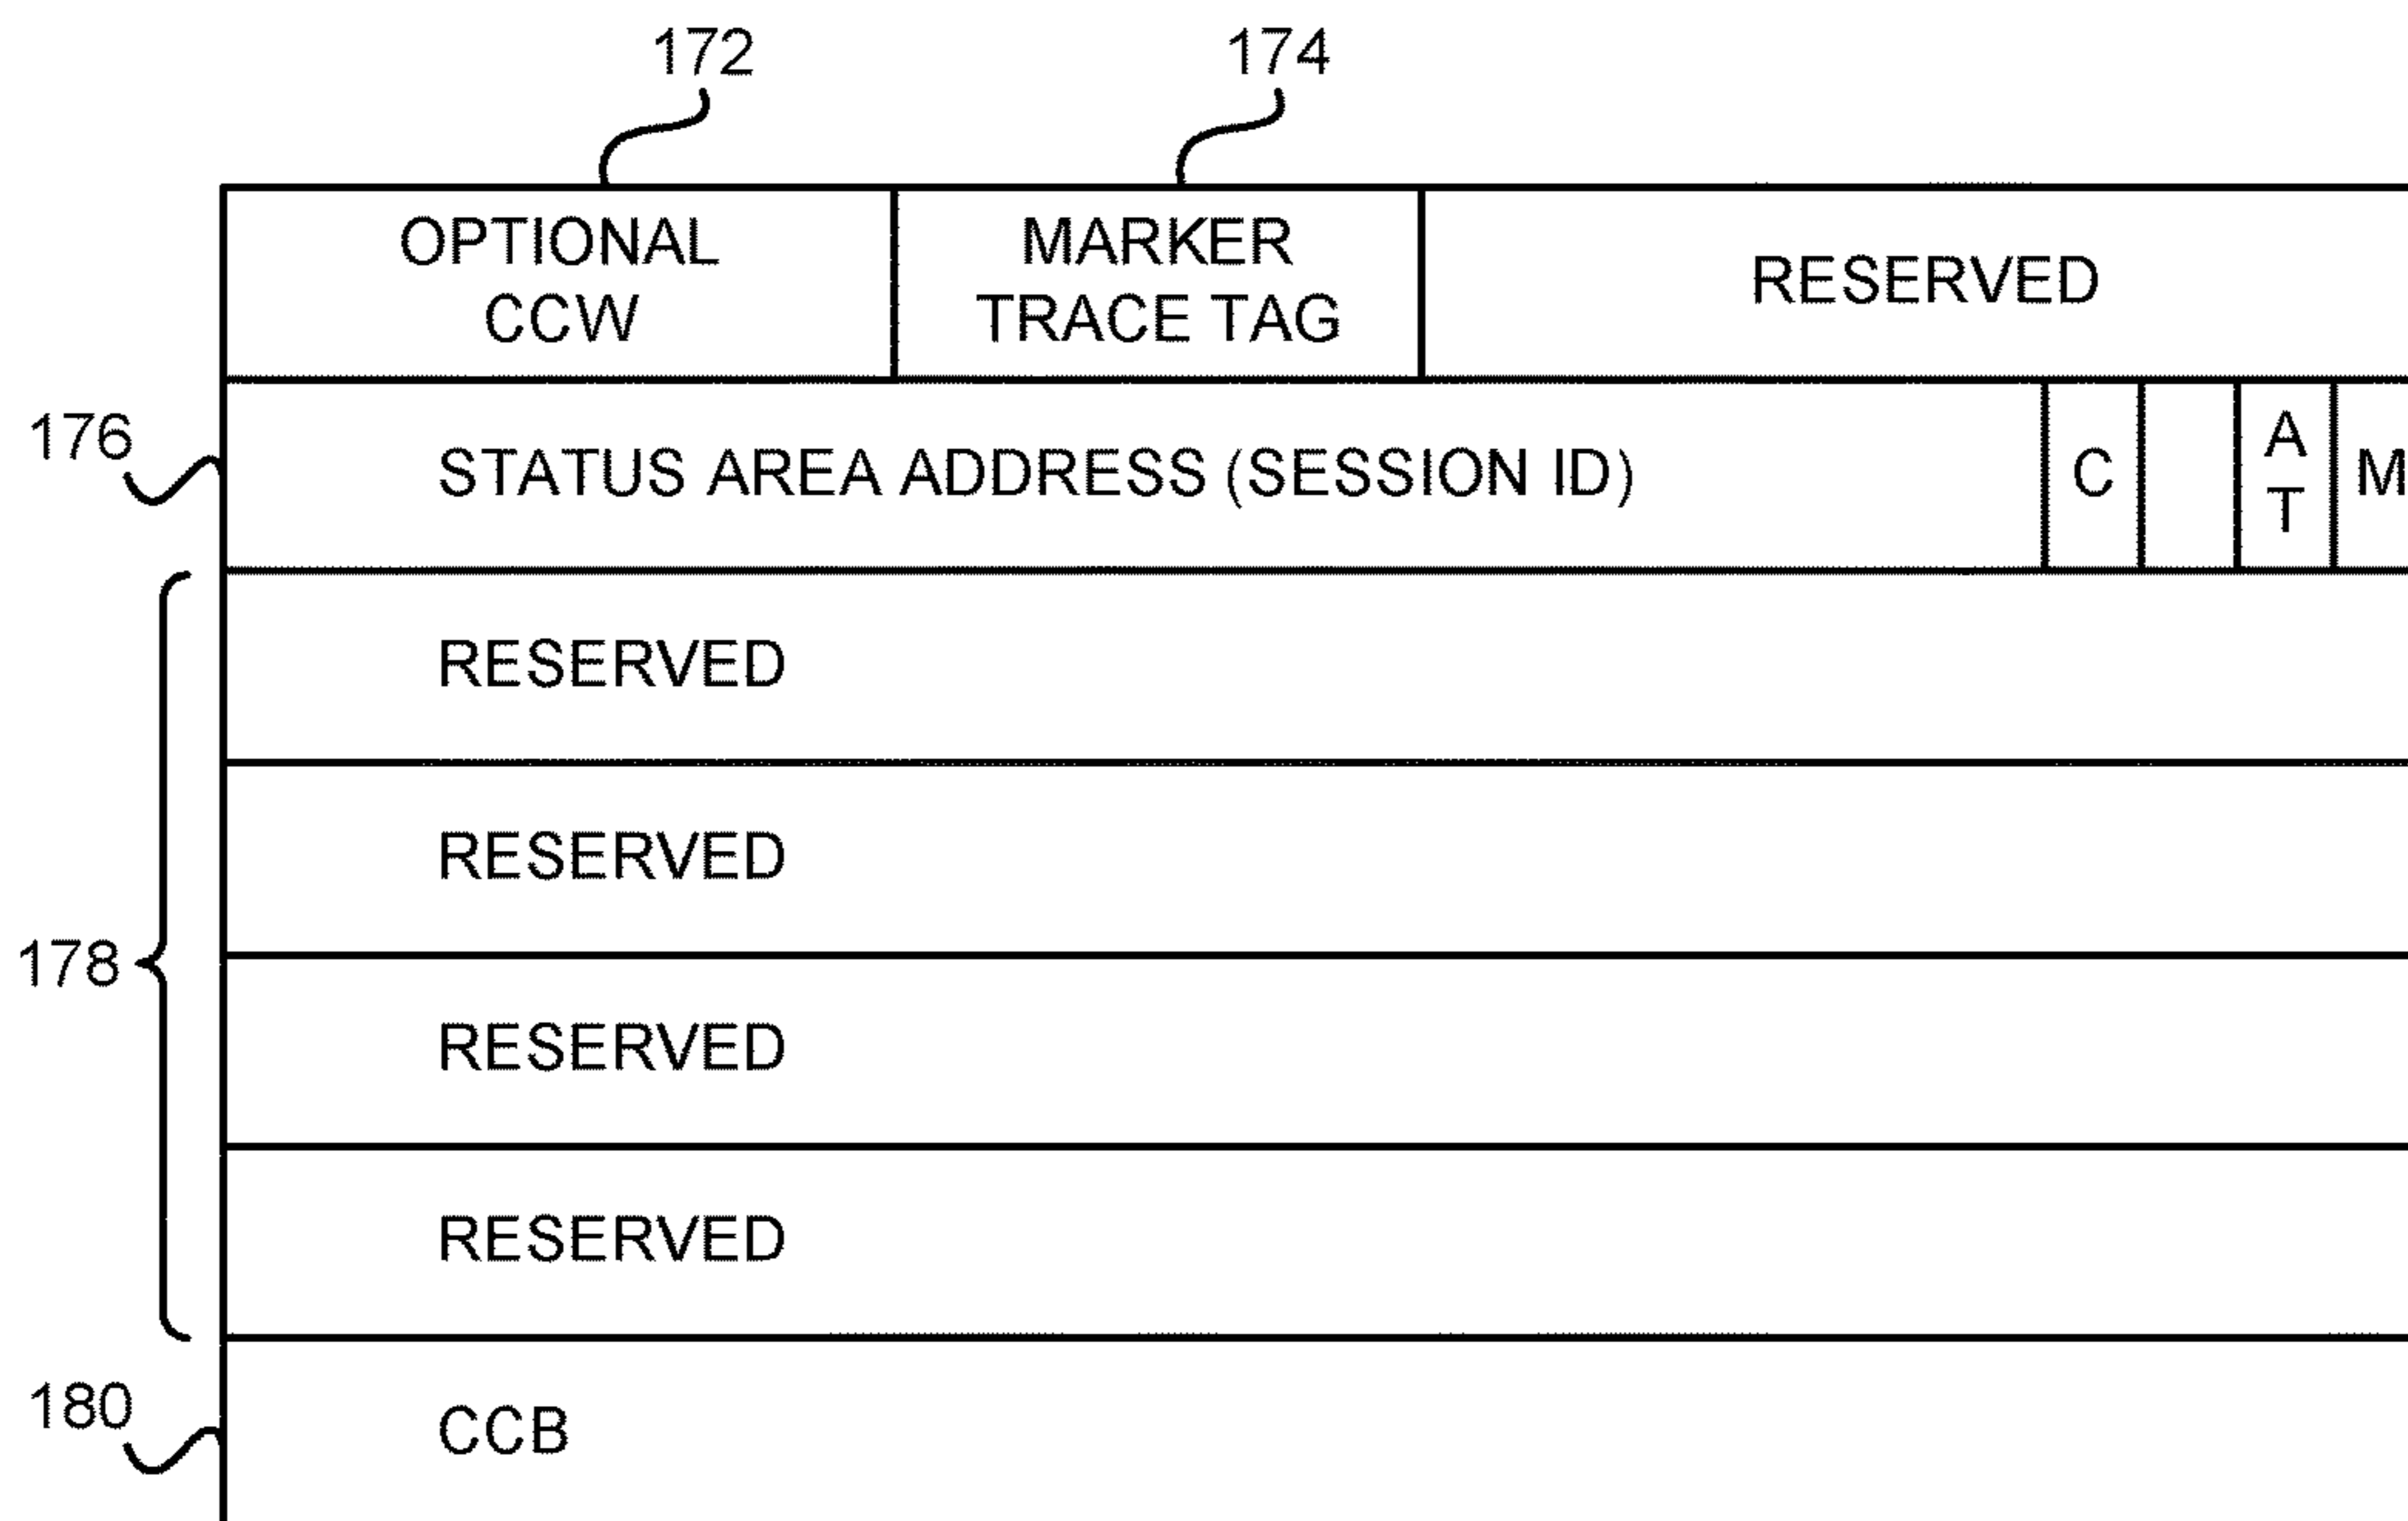 172
174
OPTIONAL
CCW
MARKER
TRACE TAG
RESERVED
176
STATUS AREA ADDRESS (SESSION ID)
C
A
T
M
RESERVED
RESERVED
178
RESERVED
RESERVED
180
CCB